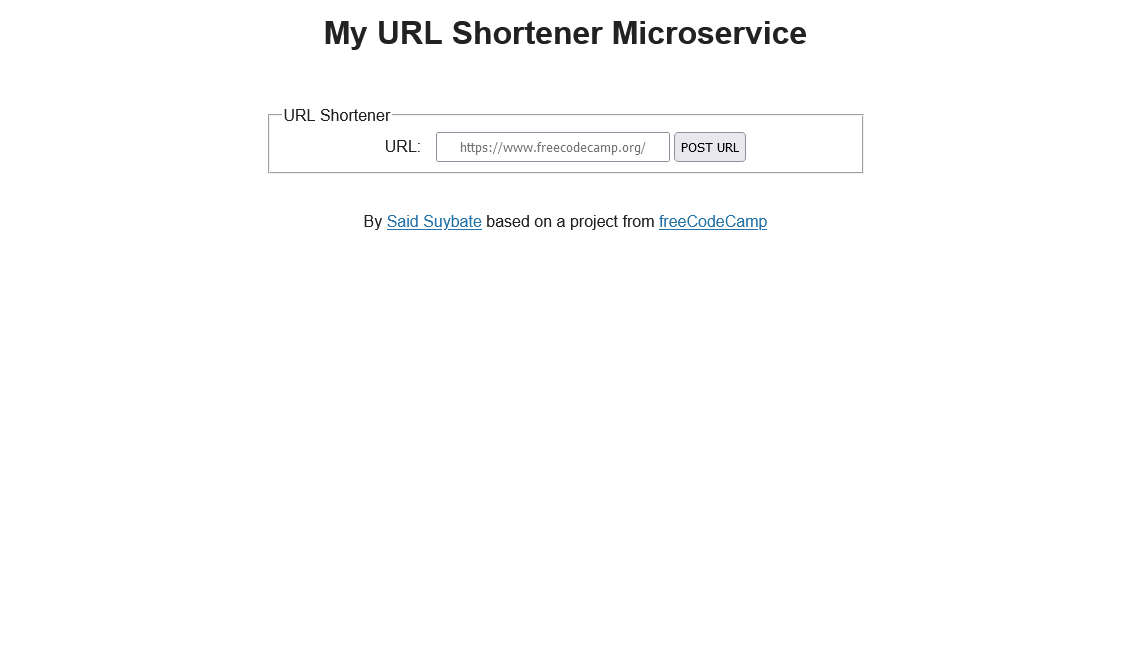 My URL Shortener Microservice
URL Shortener
URL: https://www.freecodecamp.org/ POST URL
By Said Suybate based on a project from freeCodeCamp